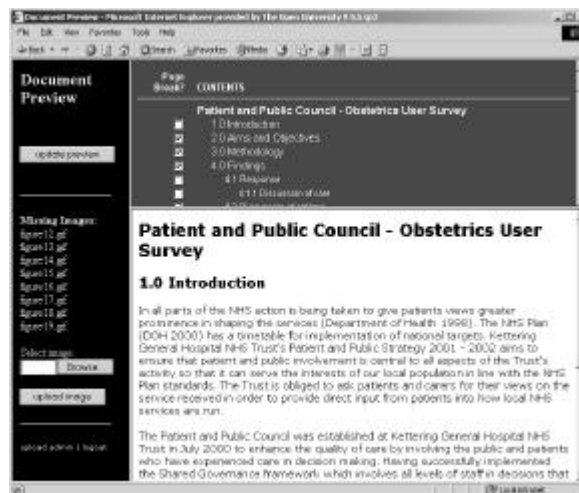 Document Preview - Microsoft Internet Explorer provided by The Open University
File Edit View Favorites Tools Help
Back Search Favorites
Document
Preview
update preview
Missing Images:
figure12.gif
figure13.gif
figure14.gif
figure15.gif
figure16.gif
figure17.gif
figure18.gif
figure19.gif
Select image:
Browse...
upload image
upload admin | logout
Page
Break? CONTENTS
Patient and Public Council - Obstetrics User Survey
1.0 Introduction
2.0 Aims and Objectives
3.0 Methodology
4.0 Findings
4.1 Response
4.1.1 Discussion of
Patient and Public Council - Obstetrics User
Survey
1.0 Introduction
In all parts of the NHS action is being taken to give patients views greater
prominence in shaping the services (Department of Health 1998). The NHS Plan
(DOH 2000) has a timetable for implementation of national targets. Kettering
General Hospital NHS Trust's Patient and Public Strategy 2001 - 2002 aims to
ensure that patient and public involvement is central to all aspects of the Trust's
activity so that it can serve the interests of our local population in line with the NHS
Plan standards. The Trust is obliged to ask patients and carers for their views on the
service received in order to provide direct input from patients into how local NHS
services are run.
The Patient and Public Council was established at Kettering General Hospital NHS
Trust in July 2000 to enhance the quality of care by involving the public and patients
who have experienced care in decision making. Having successfully implemented
the Shared Governance framework which involves all levels of staff in decisions that
Local intranet